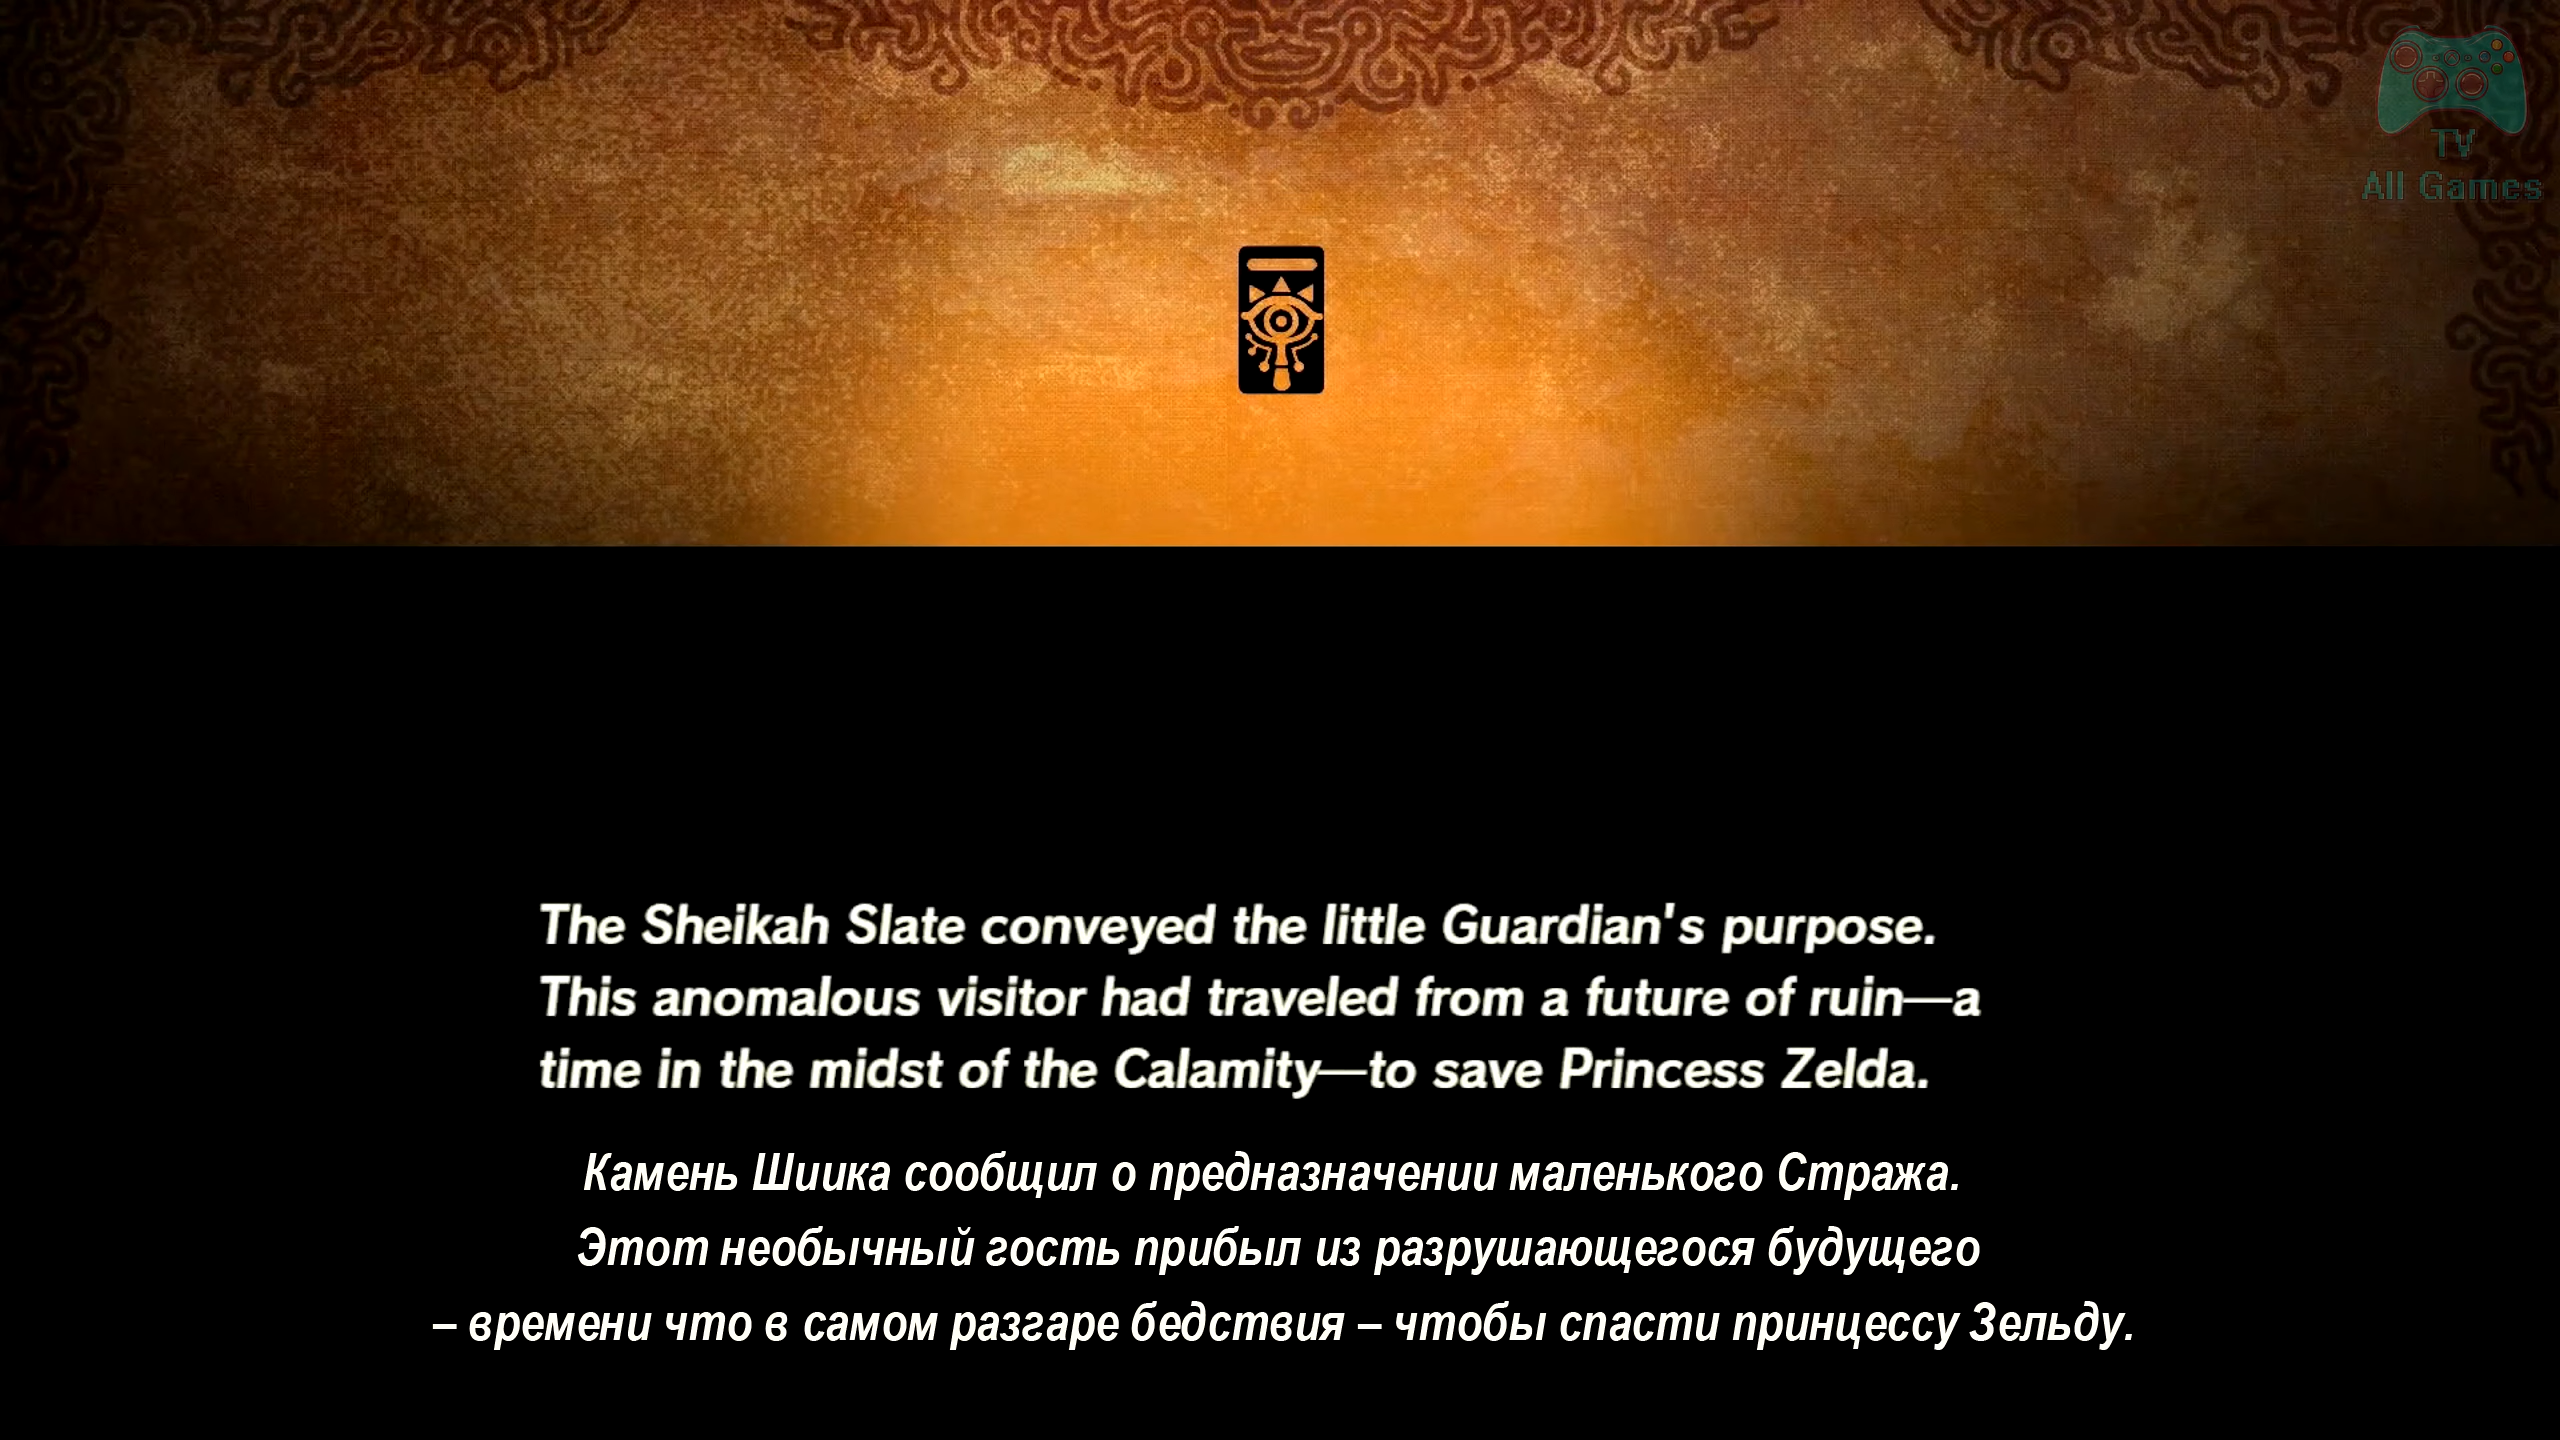 TV
All Games
The Sheikah Slate conveyed the little Guardian's purpose.
This anomalous visitor had traveled from a future of ruin—a
time in the midst of the Calamity—to save Princess Zelda.
Камень Шиика сообщил о предназначении маленького Стража.
Этот необычный гость прибыл из разрушающегося будущего
– времени что в самом разгаре бедствия – чтобы спасти принцессу Зельду.